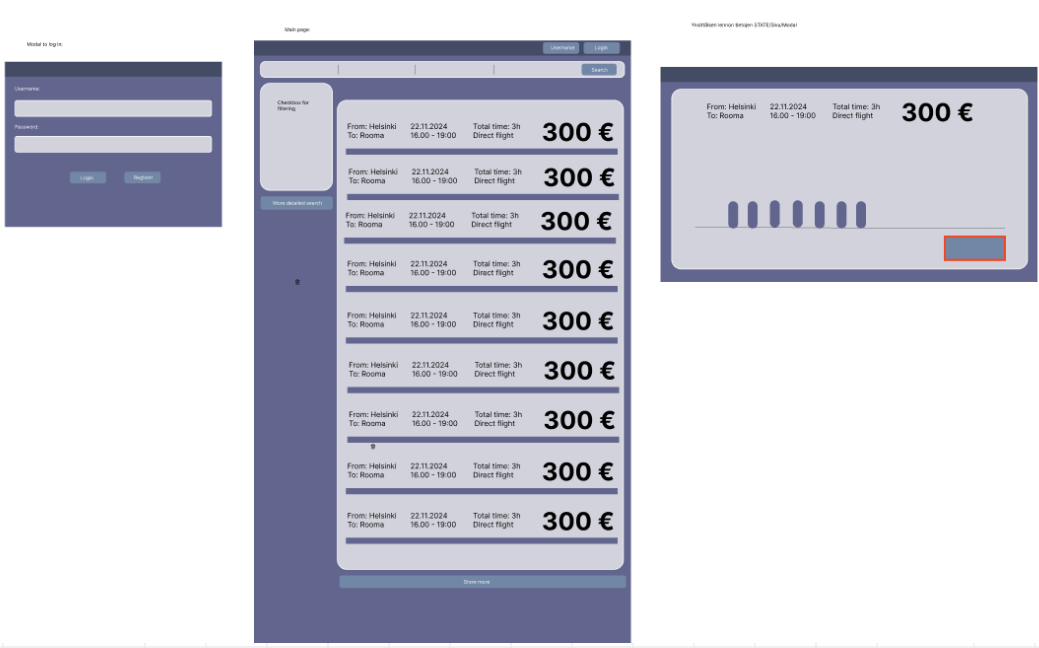 Modal to log in:
Username:
Password:
Login
Register
Main page:
Username
Login
Search
Checkbox for
filtering
More detailed search
From: Helsinki 22.11.2024 Total time: 3h 300 €
To: Rooma 16.00 - 19:00 Direct flight
From: Helsinki 22.11.2024 Total time: 3h 300 €
To: Rooma 16.00 - 19:00 Direct flight
From: Helsinki 22.11.2024 Total time: 3h 300 €
To: Rooma 16.00 - 19:00 Direct flight
From: Helsinki 22.11.2024 Total time: 3h 300 €
To: Rooma 16.00 - 19:00 Direct flight
From: Helsinki 22.11.2024 Total time: 3h 300 €
To: Rooma 16.00 - 19:00 Direct flight
From: Helsinki 22.11.2024 Total time: 3h 300 €
To: Rooma 16.00 - 19:00 Direct flight
From: Helsinki 22.11.2024 Total time: 3h 300 €
To: Rooma 16.00 - 19:00 Direct flight
From: Helsinki 22.11.2024 Total time: 3h 300 €
To: Rooma 16.00 - 19:00 Direct flight
From: Helsinki 22.11.2024 Total time: 3h 300 €
To: Rooma 16.00 - 19:00 Direct flight
Show more
lennon tietojen STATE/Sivu/Modal
From: Helsinki 22.11.2024 Total time: 3h 300 €
To: Rooma 16.00 - 19:00 Direct flight